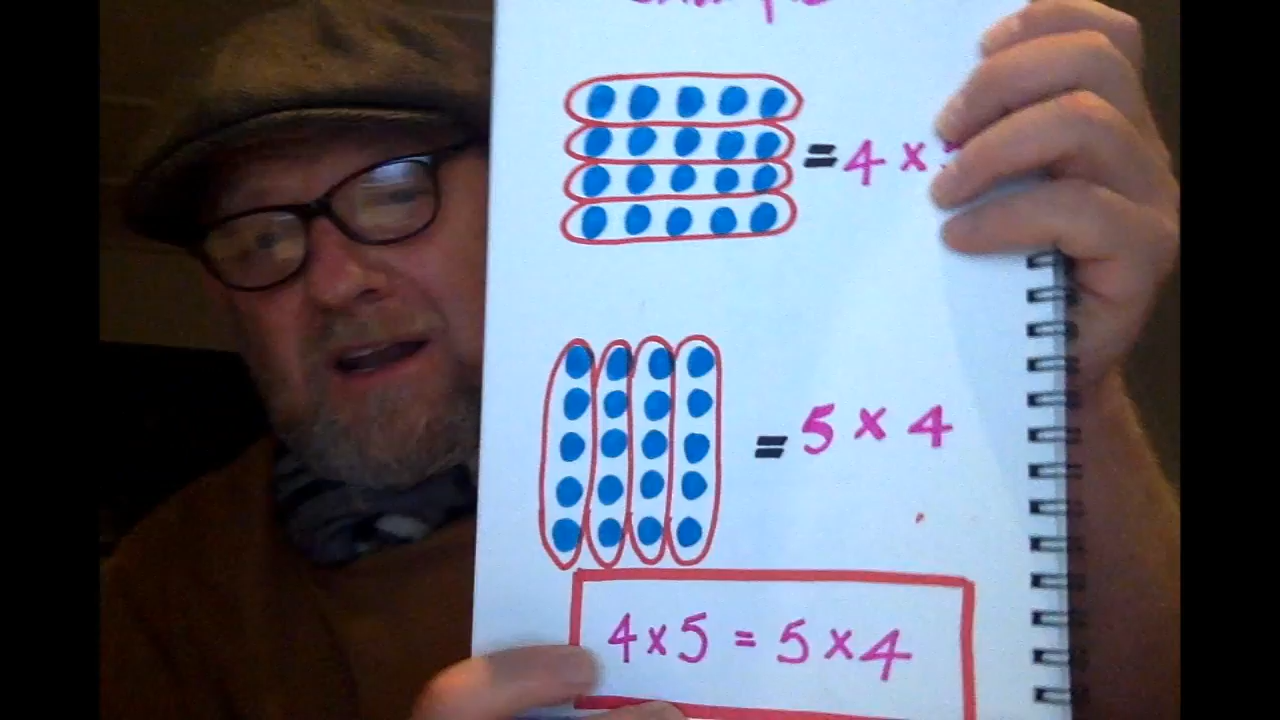 = 4 ×
= 5 × 4
4 × 5 = 5 × 4